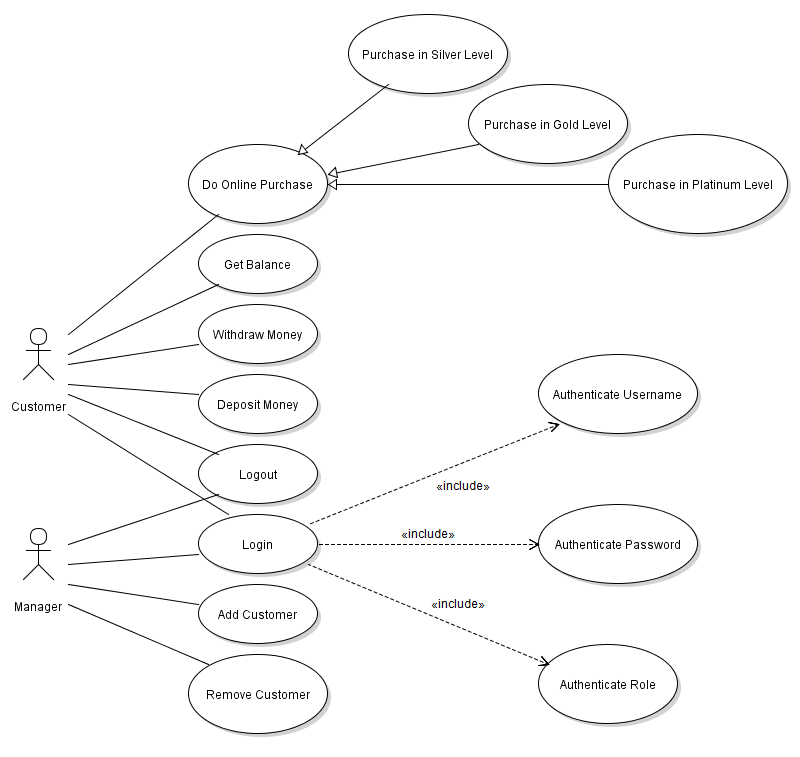 Purchase in Silver Level
Purchase in Gold Level
Do Online Purchase
Purchase in Platinum Level
Get Balance
Withdraw Money
Customer
Deposit Money
Authenticate Username
Logout
«include»
Login
«include»
Authenticate Password
Manager
Add Customer
«include»
Remove Customer
Authenticate Role